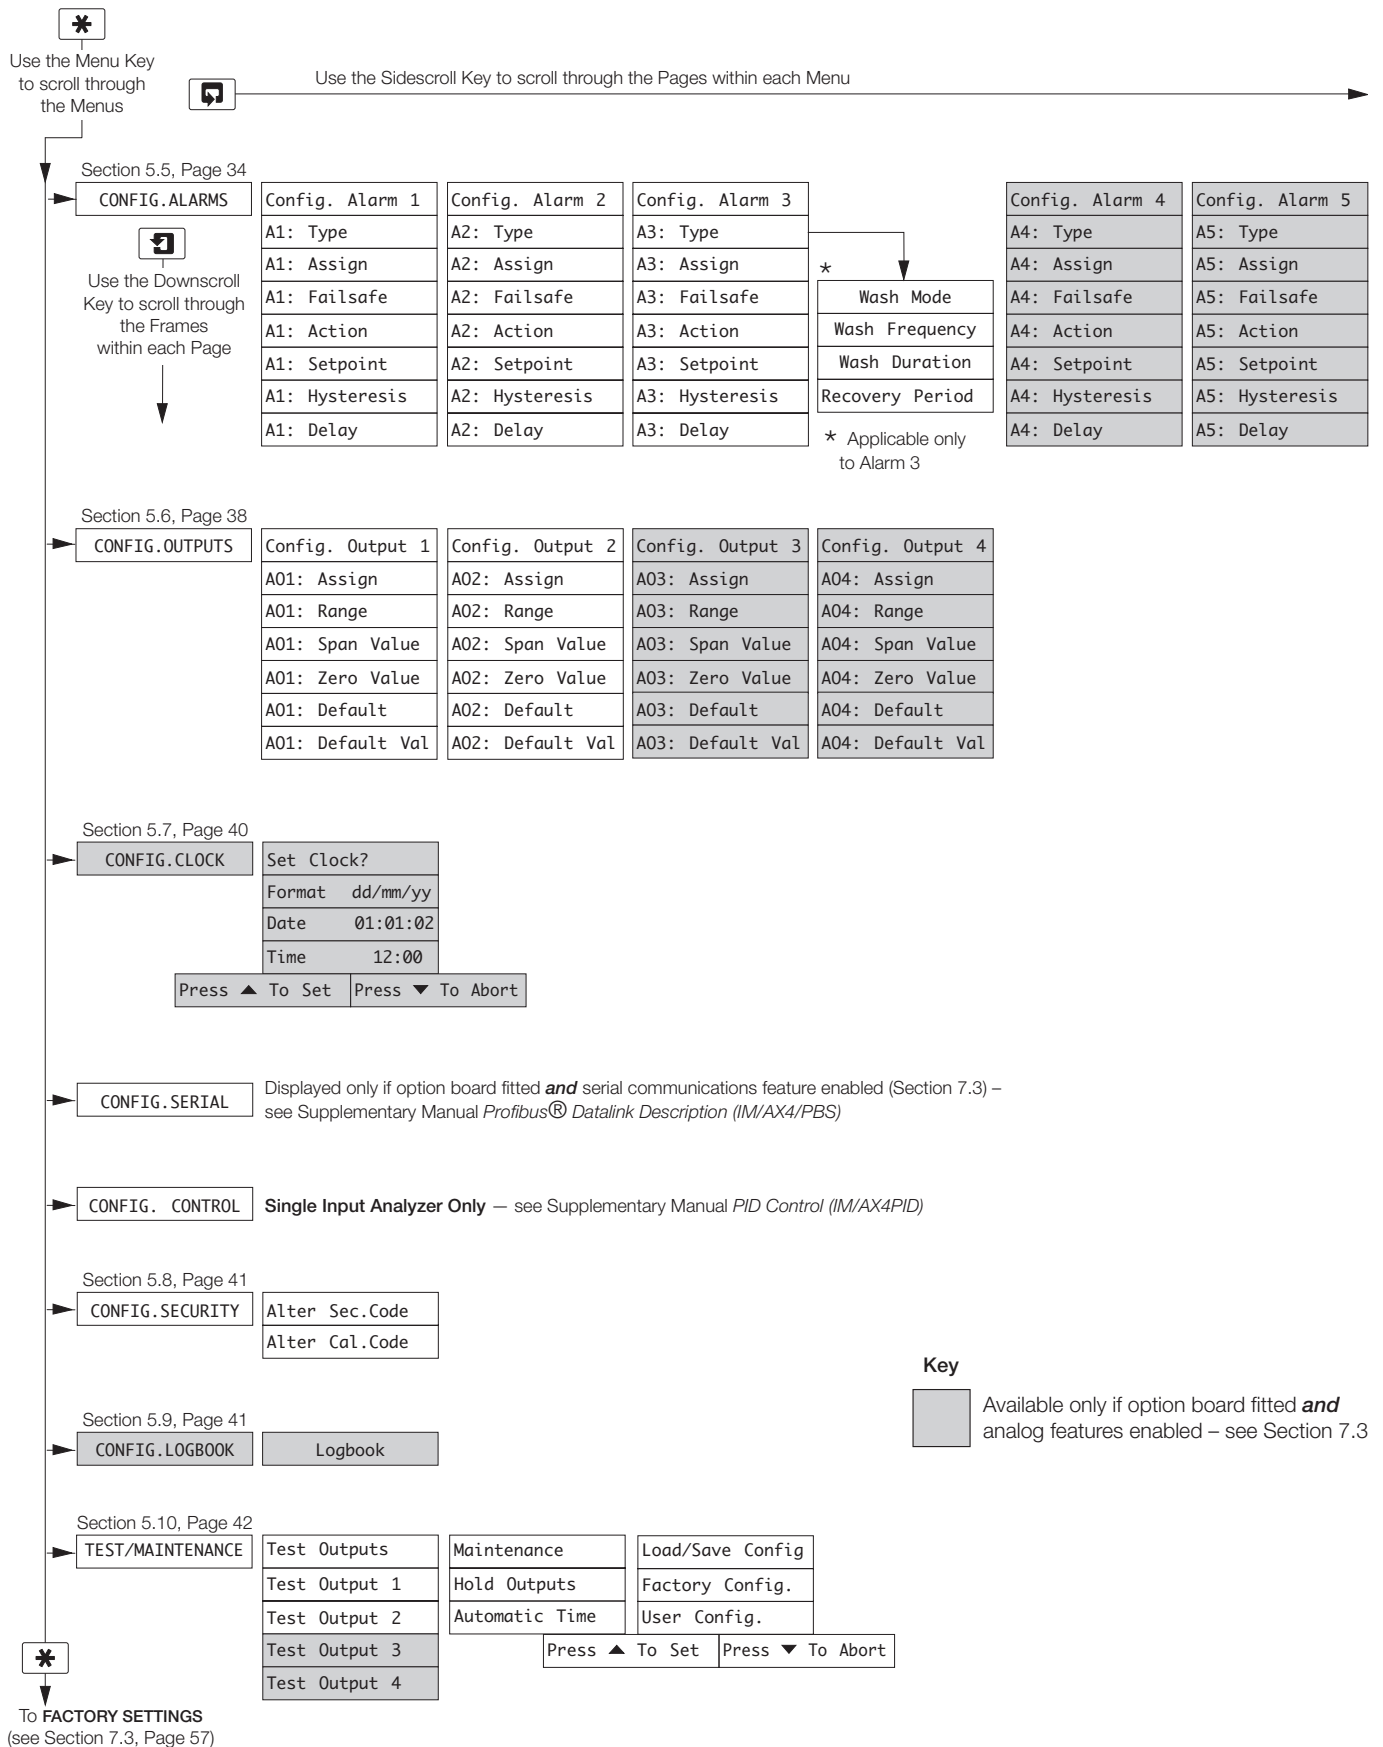 Use the Menu Key
to scroll through
the Menus
Use the Sidescroll Key to scroll through the Pages within each Menu
Section 5.5, Page 34
CONFIG.ALARMS
Use the Downscroll
Key to scroll through
the Frames
within each Page
Config. Alarm 1
A1: Type
A1: Assign
A1: Failsafe
A1: Action
A1: Setpoint
A1: Hysteresis
A1: Delay
Config. Alarm 2
A2: Type
A2: Assign
A2: Failsafe
A2: Action
A2: Setpoint
A2: Hysteresis
A2: Delay
Config. Alarm 3
A3: Type
A3: Assign
A3: Failsafe
A3: Action
A3: Setpoint
A3: Hysteresis
A3: Delay
*
Wash Mode
Wash Frequency
Wash Duration
Recovery Period
* Applicable only
to Alarm 3
Config. Alarm 4
A4: Type
A4: Assign
A4: Failsafe
A4: Action
A4: Setpoint
A4: Hysteresis
A4: Delay
Config. Alarm 5
A5: Type
A5: Assign
A5: Failsafe
A5: Action
A5: Setpoint
A5: Hysteresis
A5: Delay
Section 5.6, Page 38
CONFIG.OUTPUTS
Config. Output 1
AO1: Assign
AO1: Range
AO1: Span Value
AO1: Zero Value
AO1: Default
AO1: Default Val
Config. Output 2
AO2: Assign
AO2: Range
AO2: Span Value
AO2: Zero Value
AO2: Default
AO2: Default Val
Config. Output 3
AO3: Assign
AO3: Range
AO3: Span Value
AO3: Zero Value
AO3: Default
AO3: Default Val
Config. Output 4
AO4: Assign
AO4: Range
AO4: Span Value
AO4: Zero Value
AO4: Default
AO4: Default Val
Section 5.7, Page 40
CONFIG.CLOCK
Set Clock?
Format dd/mm/yy
Date 01:01:02
Time 12:00
Press ▲ To Set
Press ▼ To Abort
CONFIG.SERIAL
Displayed only if option board fitted and serial communications feature enabled (Section 7.3) –
see Supplementary Manual Profibus® Datalink Description (IM/AX4/PBS)
CONFIG. CONTROL
Single Input Analyzer Only — see Supplementary Manual PID Control (IM/AX4PID)
Section 5.8, Page 41
CONFIG.SECURITY
Alter Sec.Code
Alter Cal.Code
Key
Available only if option board fitted and
analog features enabled – see Section 7.3
Section 5.9, Page 41
CONFIG.LOGBOOK
Logbook
Section 5.10, Page 42
TEST/MAINTENANCE
Test Outputs
Test Output 1
Test Output 2
Test Output 3
Test Output 4
Maintenance
Hold Outputs
Automatic Time
Load/Save Config
Factory Config.
User Config.
Press ▲ To Set
Press ▼ To Abort
To FACTORY SETTINGS
(see Section 7.3, Page 57)